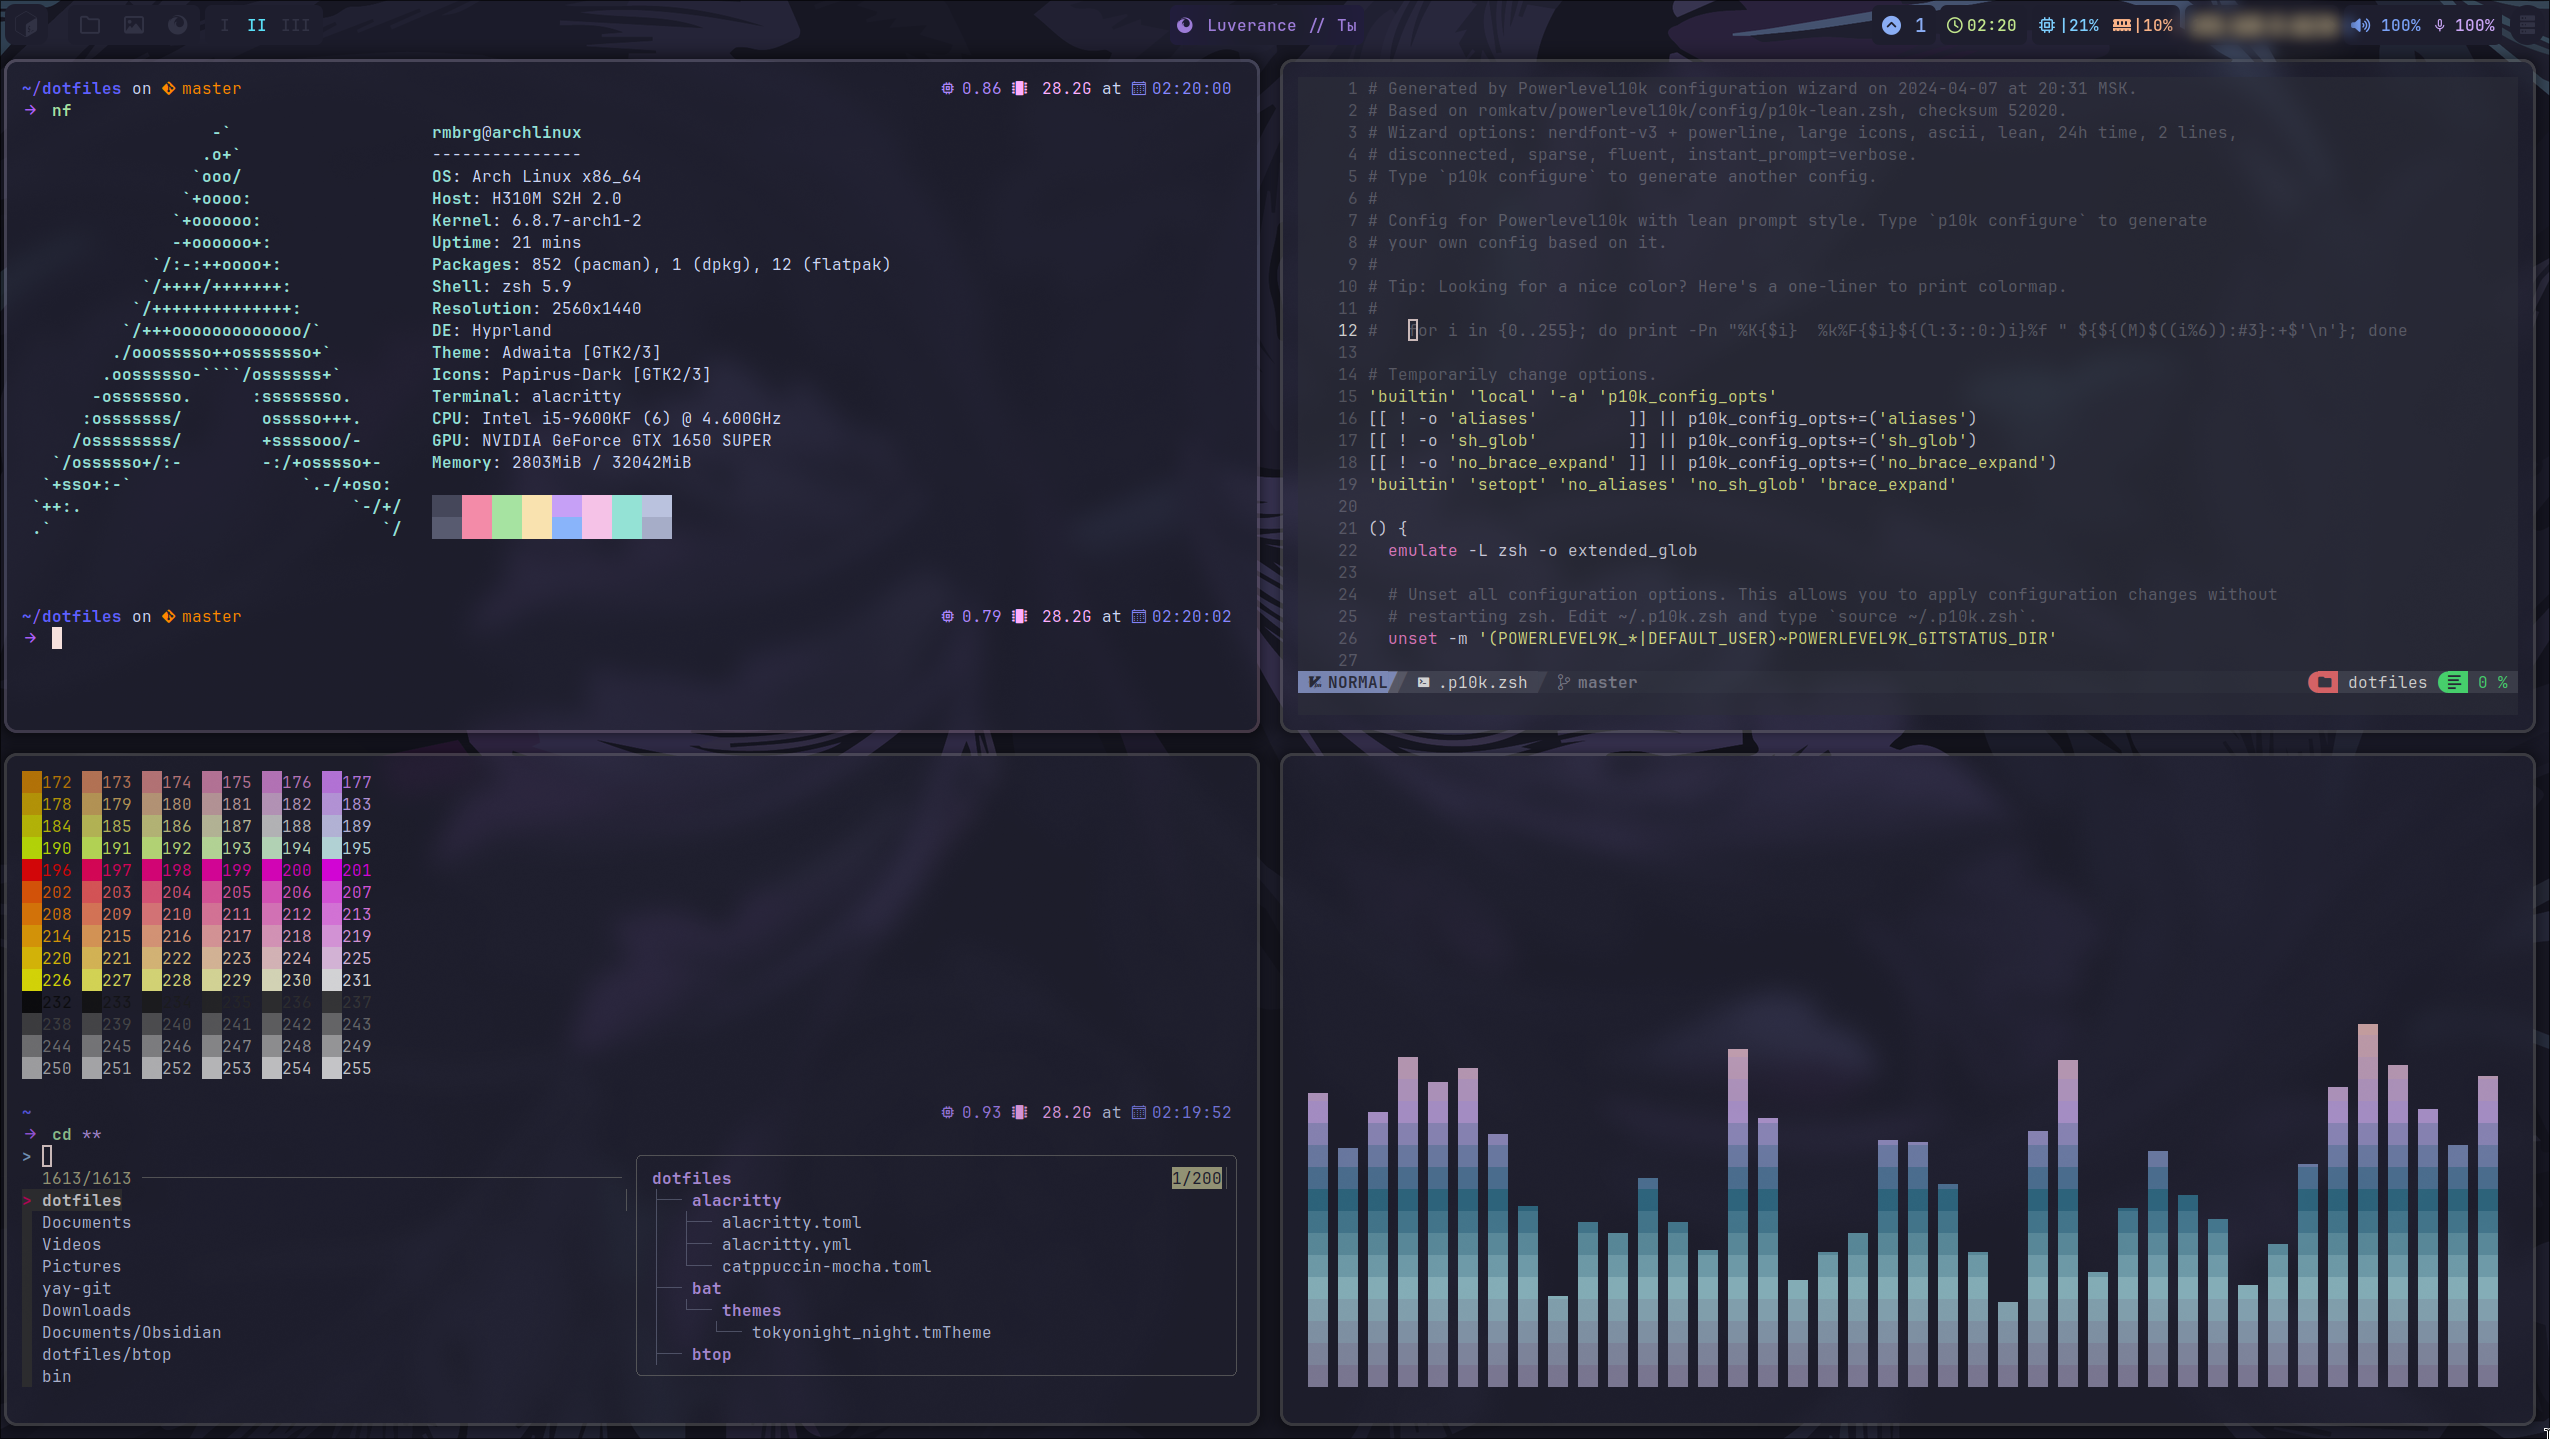 I II III
Luverance // Ты
1 02:20 |21% |10% 100% 100%
~/dotfiles on master 0.86 28.2G at 02:20:00
→ nf
-`
.o+`
`ooo/
`+oooo:
`+oooooo:
-+oooooo+:
`/:-:++oooo+:
`/++++/+++++++:
`/++++++++++++++:
`/+++ooooooooooooo/`
./ooosssso++osssssso+`
.oossssso-````/ossssss+`
-osssssso. :ssssssso.
:osssssss/ osssso+++.
/ossssssss/ +ssssooo/-
`/ossssso+/:- -:/+osssso+-
`+sso+:-` `.-/+oso:
`++:. `-/+/
.` `/
rmbrg@archlinux
---------------
OS: Arch Linux x86_64
Host: H310M S2H 2.0
Kernel: 6.8.7-arch1-2
Uptime: 21 mins
Packages: 852 (pacman), 1 (dpkg), 12 (flatpak)
Shell: zsh 5.9
Resolution: 2560x1440
DE: Hyprland
Theme: Adwaita [GTK2/3]
Icons: Papirus-Dark [GTK2/3]
Terminal: alacritty
CPU: Intel i5-9600KF (6) @ 4.600GHz
GPU: NVIDIA GeForce GTX 1650 SUPER
Memory: 2803MiB / 32042MiB
~/dotfiles on master 0.79 28.2G at 02:20:02
→
1 # Generated by Powerlevel10k configuration wizard on 2024-04-07 at 20:31 MSK.
2 # Based on romkatv/powerlevel10k/config/p10k-lean.zsh, checksum 52020.
3 # Wizard options: nerdfont-v3 + powerline, large icons, ascii, lean, 24h time, 2 lines,
4 # disconnected, sparse, fluent, instant_prompt=verbose.
5 # Type `p10k configure` to generate another config.
6 #
7 # Config for Powerlevel10k with lean prompt style. Type `p10k configure` to generate
8 # your own config based on it.
9 #
10 # Tip: Looking for a nice color? Here's a one-liner to print colormap.
11 #
12 #   for i in {0..255}; do print -Pn "%K{$i}  %k%F{$i}${(l:3::0:)i}%f " ${${(M)$((i%6)):#3}:+$'\n'}; done
13
14 # Temporarily change options.
15 'builtin' 'local' '-a' 'p10k_config_opts'
16 [[ ! -o 'aliases'         ]] || p10k_config_opts+=('aliases')
17 [[ ! -o 'sh_glob'         ]] || p10k_config_opts+=('sh_glob')
18 [[ ! -o 'no_brace_expand' ]] || p10k_config_opts+=('no_brace_expand')
19 'builtin' 'setopt' 'no_aliases' 'no_sh_glob' 'brace_expand'
20
21 () {
22   emulate -L zsh -o extended_glob
23
24   # Unset all configuration options. This allows you to apply configuration changes without
25   # restarting zsh. Edit ~/.p10k.zsh and type `source ~/.p10k.zsh`.
26   unset -m '(POWERLEVEL9K_*|DEFAULT_USER)~POWERLEVEL9K_GITSTATUS_DIR'
27
NORMAL .p10k.zsh master dotfiles 0 %
172 173 174 175 176 177
178 179 180 181 182 183
184 185 186 187 188 189
190 191 192 193 194 195
196 197 198 199 200 201
202 203 204 205 206 207
208 209 210 211 212 213
214 215 216 217 218 219
220 221 222 223 224 225
226 227 228 229 230 231
232 233 236 237
238 239 240 241 242 243
244 245 246 247 248 249
250 251 252 253 254 255
~ 0.93 28.2G at 02:19:52
→ cd **
>
1613/1613
> dotfiles
Documents
Videos
Pictures
yay-git
Downloads
Documents/Obsidian
dotfiles/btop
bin
dotfiles 1/200
alacritty
alacritty.toml
alacritty.yml
catppuccin-mocha.toml
bat
themes
tokyonight_night.tmTheme
btop